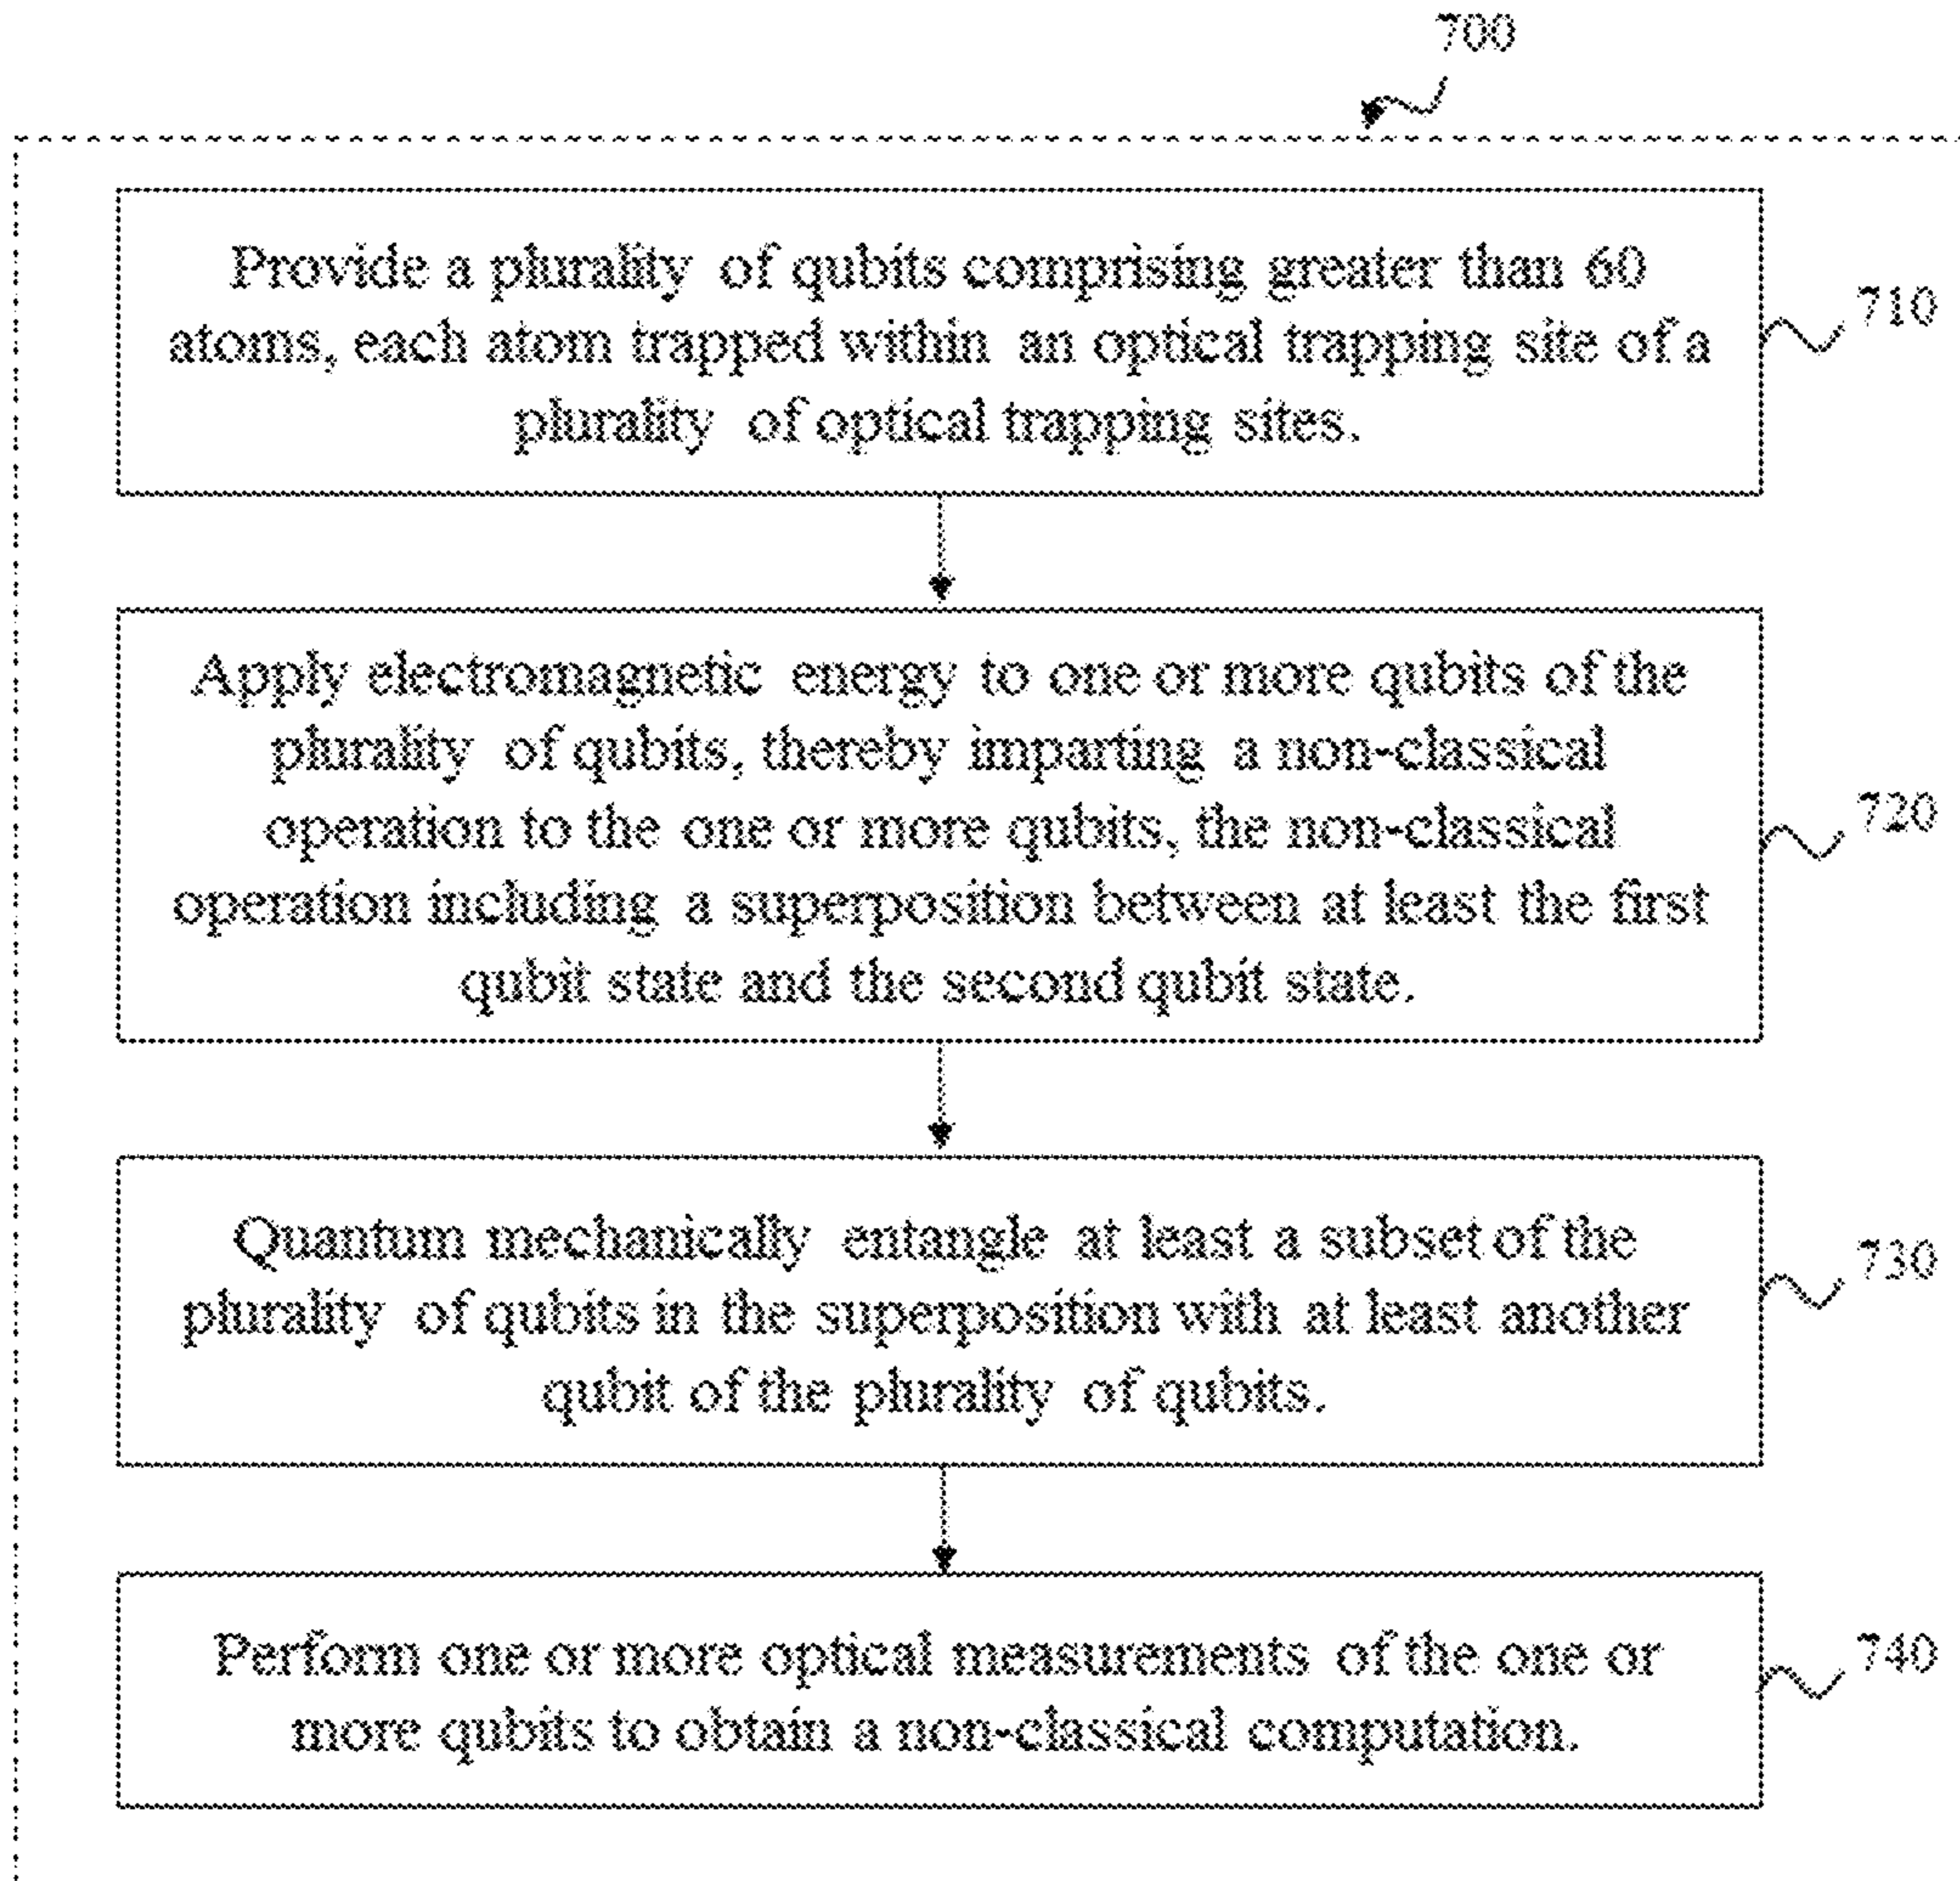 700
Provide a plurality of qubits comprising greater than 60
atoms, each atom trapped within an optical trapping site of a
plurality of optical trapping sites.
710
Apply electromagnetic energy to one or more qubits of the
plurality of qubits, thereby imparting a non-classical
operation to the one or more qubits, the non-classical
operation including a superposition between at least the first
qubit state and the second qubit state.
720
Quantum mechanically entangle at least a subset of the
plurality of qubits in the superposition with at least another
qubit of the plurality of qubits.
730
Perform one or more optical measurements of the one or
more qubits to obtain a non-classical computation.
740